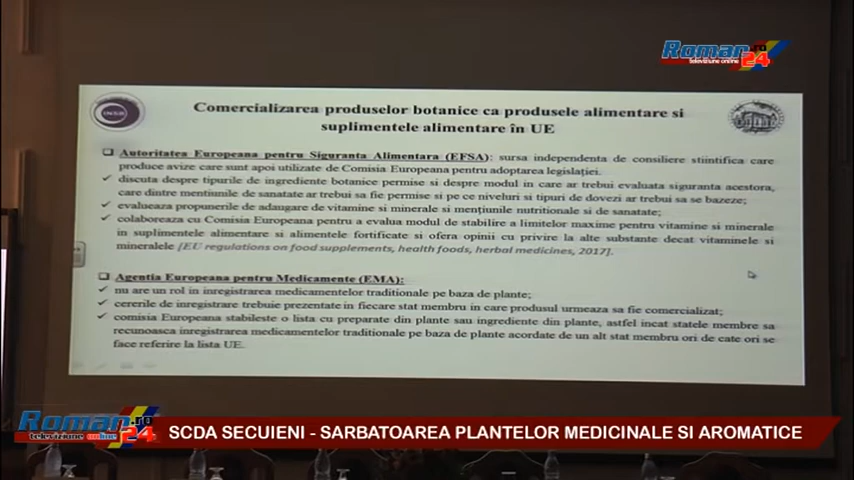 Roman.ro
televiziune online 24
Comercializarea produselor botanice ca produsele alimentare si
suplimentele alimentare în UE
Autoritatea Europeana pentru Siguranta Alimentara (EFSA): sursa independenta de consiliere stiintifica care
produce avize care sunt apoi utilizate de Comisia Europeana pentru adoptarea legislației.
discuta despre tipurile de ingrediente botanice permise si despre modul in care ar trebui evaluata siguranta acestora,
care dintre mentiunile de sanatate ar trebui sa fie permise si pe ce niveluri si tipuri de dovezi ar trebui sa se bazeze;
evalueaza propunerile de adaugare de vitamine si minerale si mențiunile nutritionale si de sanatate;
colaboreaza cu Comisia Europeana pentru a evalua modul de stabilire a limitelor maxime pentru vitamine si minerale
in suplimentele alimentare si alimentele fortificate si ofera opinii cu privire la alte substante decat vitaminele si
mineralele [EU regulations on food supplements, health foods, herbal medicines, 2017].
Agentia Europeana pentru Medicamente (EMA):
nu are un rol in inregistrarea medicamentelor traditionale pe baza de plante;
cererile de inregistrare trebuie prezentate in fiecare stat membru in care produsul urmeaza sa fie comercializat;
comisia Europeana stabileste o lista cu preparate din plante sau ingrediente din plante, astfel incat statele membre sa
recunoasca inregistrarea medicamentelor traditionale pe baza de plante acordate de un alt stat membru ori de cate ori se
face referire la lista UE.
Roman.ro
televiziune online 24
SCDA SECUIENI - SARBATOAREA PLANTELOR MEDICINALE SI AROMATICE